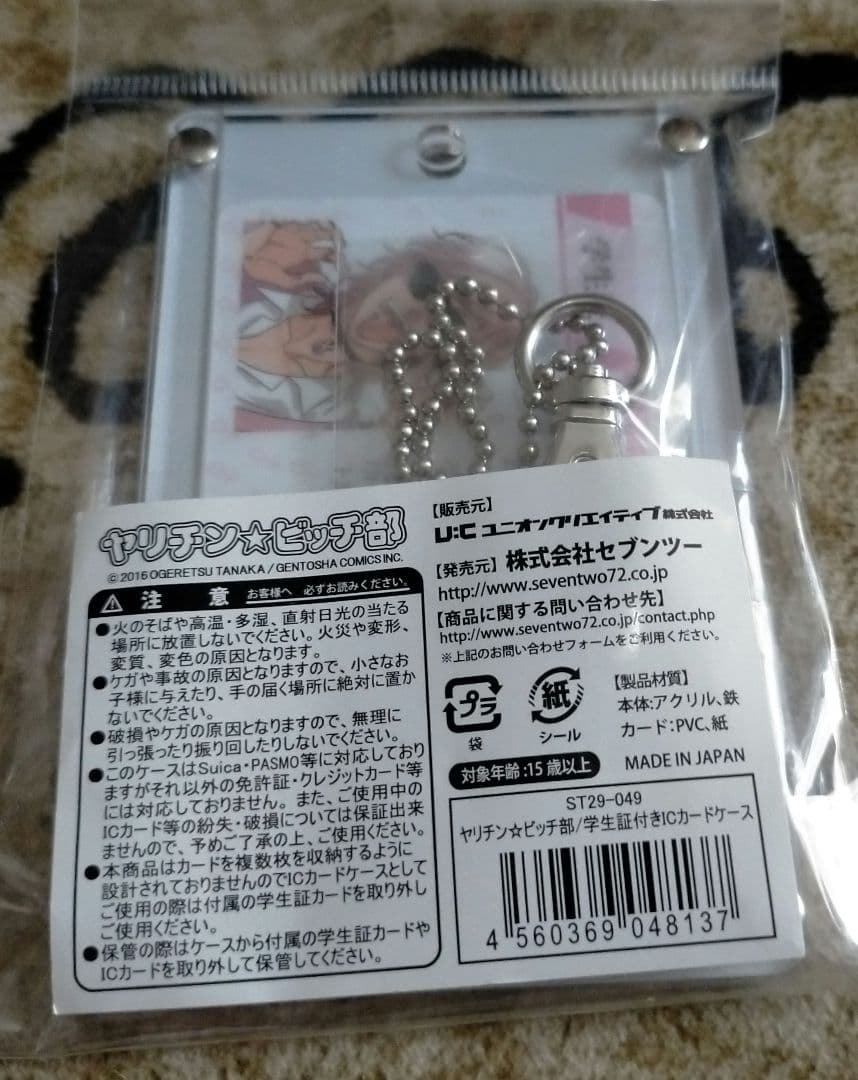 学生
ヤリチン☆ビッチ部
© 2016 OGERETSU TANAKA / GENTOSHA COMICS INC.
注意 お客様へ 必ずお読みください。
●火のそばや高温・多湿、直射日光の当たる
場所に放置しないでください。火災や変形、
変質、変色の原因となります。
●ケガや事故の原因となりますので、小さなお
子様に与えたり、手の届く場所に絶対に置か
ないでください。
●破損やケガの原因となりますので、無理に
引っ張ったり振り回したりしないでください。
●このケースはSuica・PASMO等に対応しており
ますがそれ以外の免許証・クレジットカード等
には対応しておりません。また、ご使用中の
ICカード等の紛失・破損については保証出来
ませんので、予めご了承の上、ご使用ください。
●本商品はカードを複数枚を収納するように
設計されておりませんのでICカードケースとして
ご使用の際は付属の学生証カードを取り外し
ご使用ください。
●保管の際はケースから付属の学生証カードや
ICカードを取り外して保管してください。
【販売元】
U:C ユニオンクリエイティブ株式会社
【発売元】株式会社セブンツー
http://www.seventwo72.co.jp
【商品に関する問い合わせ先】
http://www.seventwo72.co.jp/contact.php
※上記のお問い合わせフォームをご利用ください。
プラ
袋
紙
シール
【製品材質】
本体:アクリル、鉄
カード:PVC、紙
対象年齢:15歳以上
MADE IN JAPAN
ST29-049
ヤリチン☆ビッチ部/学生証付きICカードケース
4 560369 048137